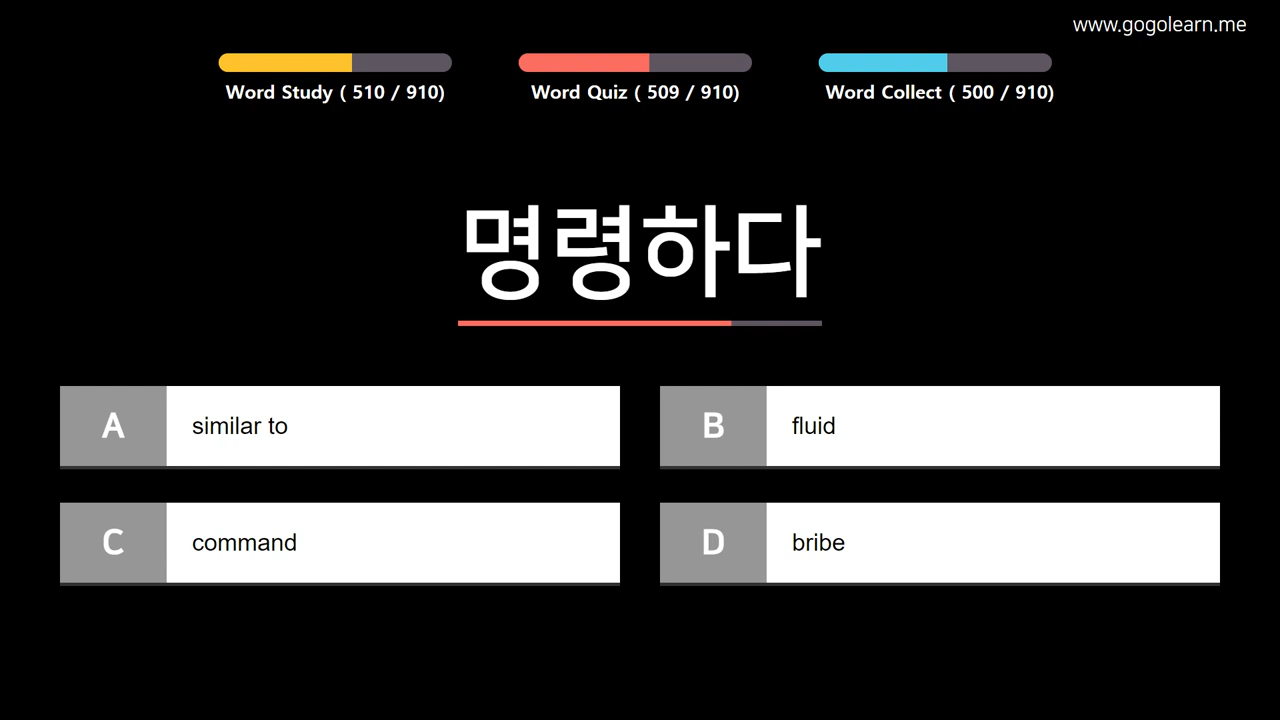 www.gogolearn.me
Word Study ( 510 / 910)
Word Quiz ( 509 / 910)
Word Collect ( 500 / 910)
명령하다
A
similar to
B
fluid
C
command
D
bribe